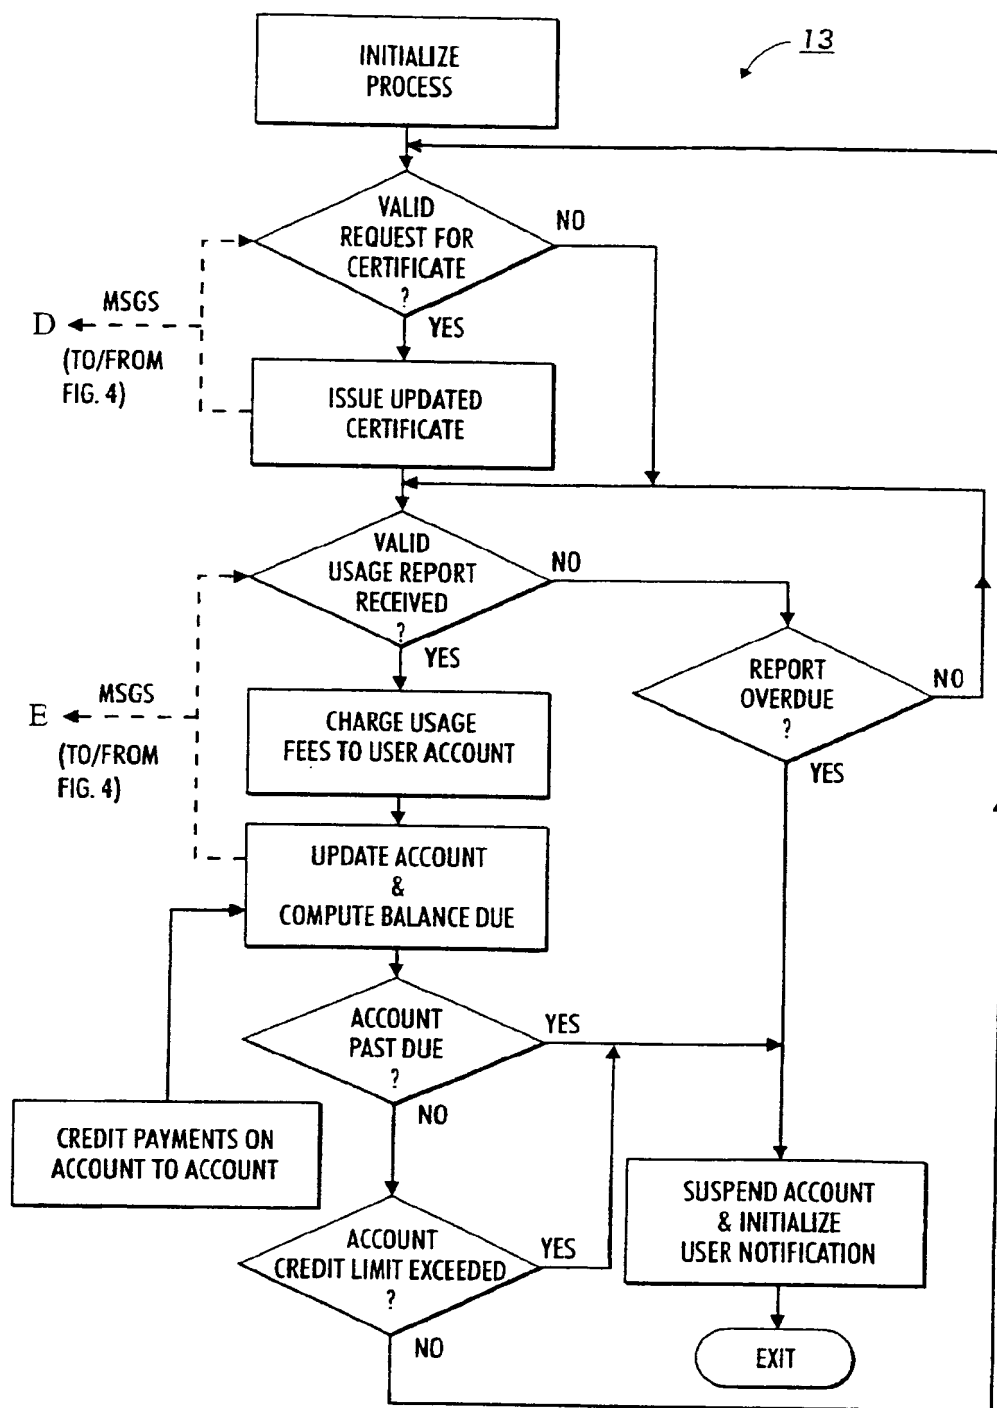 13
INITIALIZE
PROCESS
VALID
REQUEST FOR
CERTIFICATE
?
NO
YES
MSGS
D
(TO/FROM
FIG. 4)
ISSUE UPDATED
CERTIFICATE
VALID
USAGE REPORT
RECEIVED
?
NO
YES
REPORT
OVERDUE
?
NO
YES
MSGS
E
(TO/FROM
FIG. 4)
CHARGE USAGE
FEES TO USER ACCOUNT
UPDATE ACCOUNT
&
COMPUTE BALANCE DUE
ACCOUNT
PAST DUE
?
YES
NO
CREDIT PAYMENTS ON
ACCOUNT TO ACCOUNT
ACCOUNT
CREDIT LIMIT EXCEEDED
?
YES
NO
SUSPEND ACCOUNT
& INITIALIZE
USER NOTIFICATION
EXIT